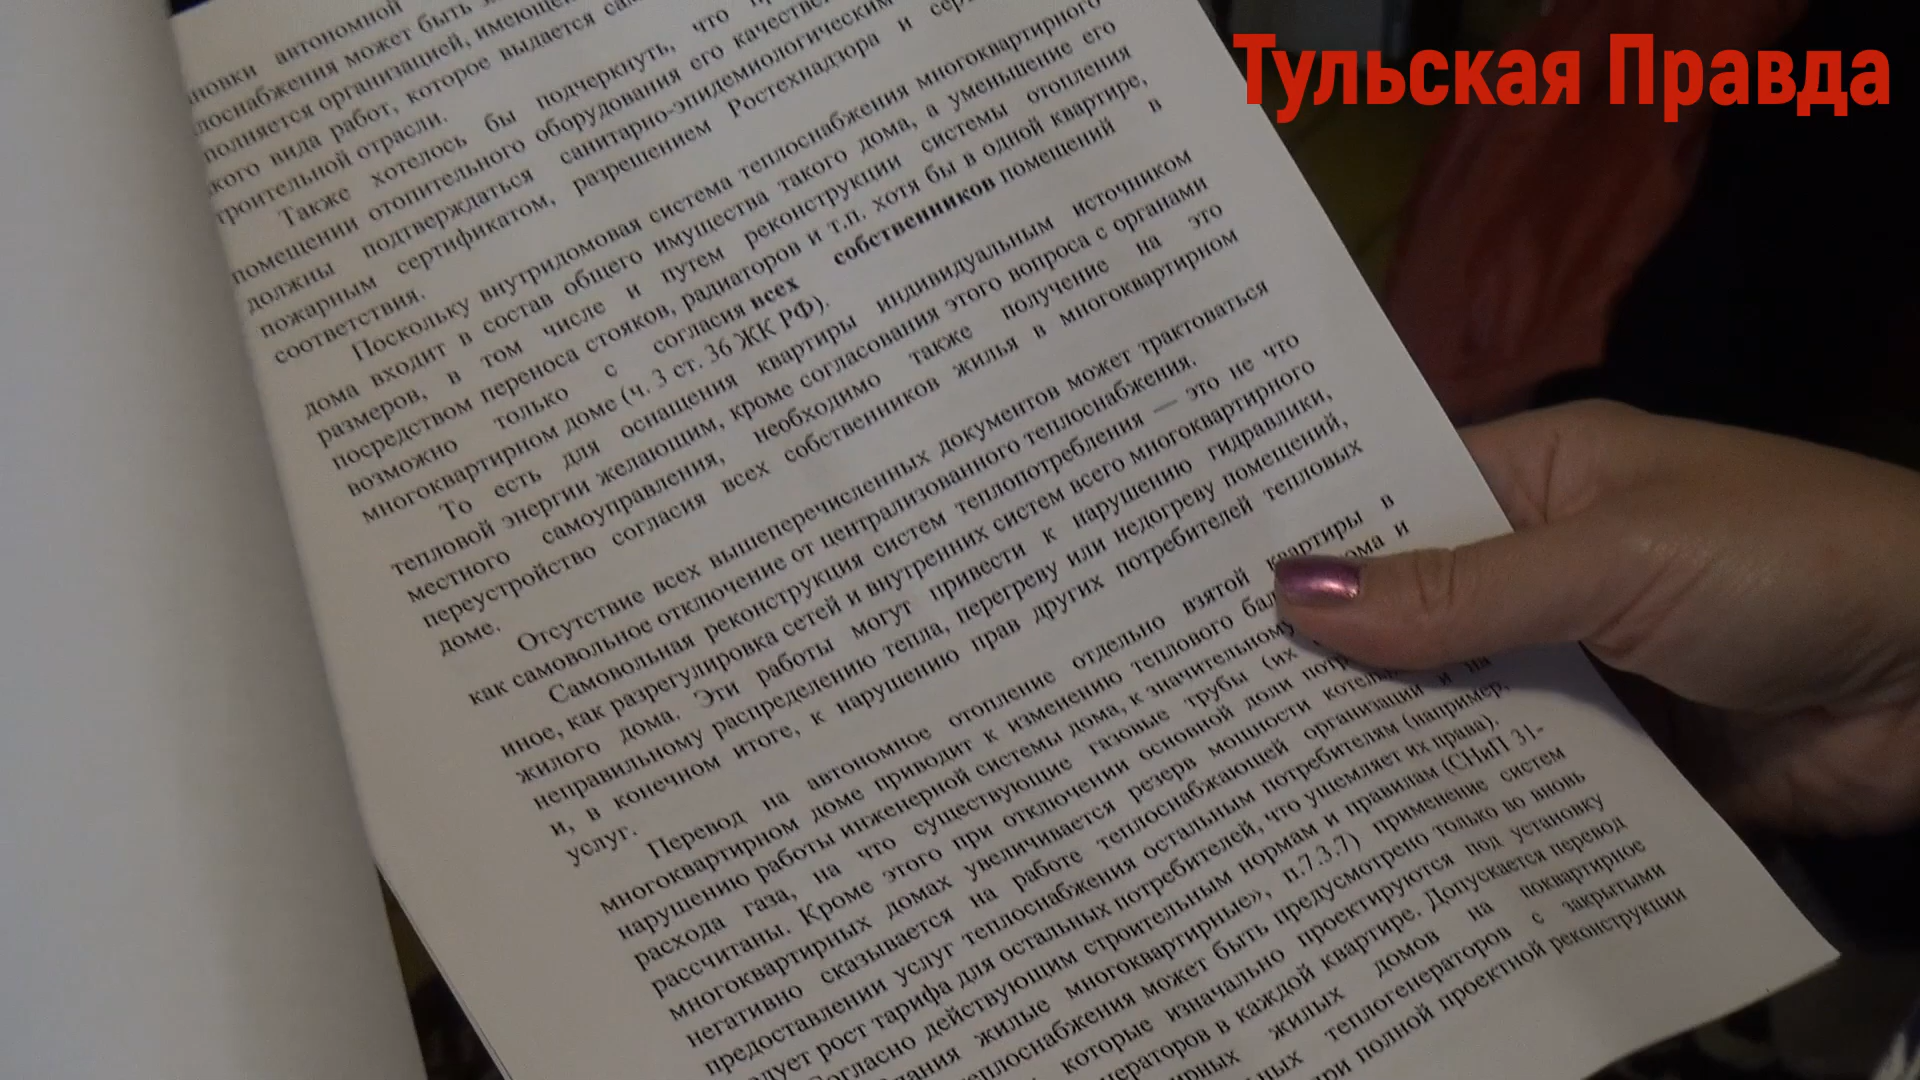 Тульская Правда
новки автономной
лоснабжения может быть
полняется организацией, имеющей
кого вида работ, которое выдается
троительной отрасли.
Также хотелось бы подчеркнуть, что
помещении отопительного оборудования его качество
должны подтверждаться санитарно-эпидемиологическим
пожарным сертификатом, разрешением Ростехнадзора и
соответствия.
Поскольку внутридомовая система теплоснабжения многоквартирного
дома входит в состав общего имущества такого дома, а уменьшение его
размеров, в том числе и путем реконструкции системы отопления
посредством переноса стояков, радиаторов и т.п. хотя бы в одной квартире,
возможно только с согласия всех собственников помещений в
многоквартирном доме (ч. 3 ст. 36 ЖК РФ).
То есть для оснащения квартиры индивидуальным источником
тепловой энергии желающим, кроме согласования этого вопроса с органами
местного самоуправления, необходимо также получение на это
переустройство согласия всех собственников жилья в многоквартирном
доме.
Отсутствие всех вышеперечисленных документов может трактоваться
как самовольное отключение от централизованного теплоснабжения.
Самовольная реконструкция систем теплопотребления — это не что
иное, как разрегулировка сетей и внутренних систем всего многоквартирного
жилого дома. Эти работы могут привести к нарушению гидравлики,
неправильному распределению тепла, перегреву или недогреву помещений,
и, в конечном итоге, к нарушению прав других потребителей тепловых
услуг.
Перевод на автономное отопление отдельно взятой квартиры в
многоквартирном доме приводит к изменению теплового дома и
нарушению работы инженерной системы дома, к значительному
расхода газа, на что существующие газовые трубы (их
рассчитаны. Кроме этого при отключении основной доли
многоквартирных домах увеличивается резерв мощности
негативно сказывается на работе теплоснабжающей организации и на
предоставлении услуг теплоснабжения остальным потребителям (например,
дует рост тарифа для остальных потребителей, что ущемляет их права).
Согласно действующим строительным нормам и правилам (СНиП 31-
дания жилые многоквартирные», п.7.3.7) применение систем
теплоснабжения может быть предусмотрено только во вновь
которые изначально проектируются под установку
нераторов в каждой квартире. Допускается перевод
ирных жилых домов на поквартирное
ьных теплогенераторов с закрытыми
при полной проектной реконструкции